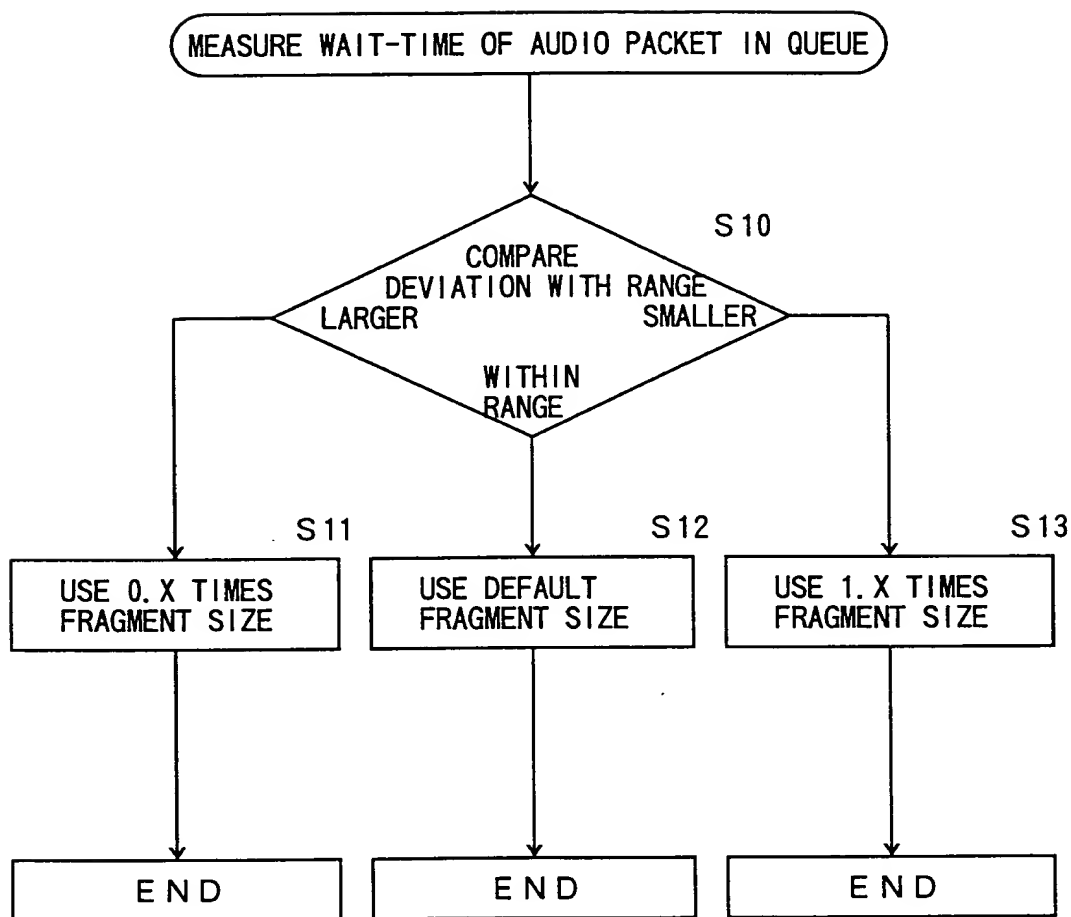 MEASURE WAIT-TIME OF AUDIO PACKET IN QUEUE
S10
COMPARE
DEVIATION WITH RANGE
LARGER
SMALLER
WITHIN
RANGE
S11
USE 0.X TIMES
FRAGMENT SIZE
S12
USE DEFAULT
FRAGMENT SIZE
S13
USE 1.X TIMES
FRAGMENT SIZE
END
END
END